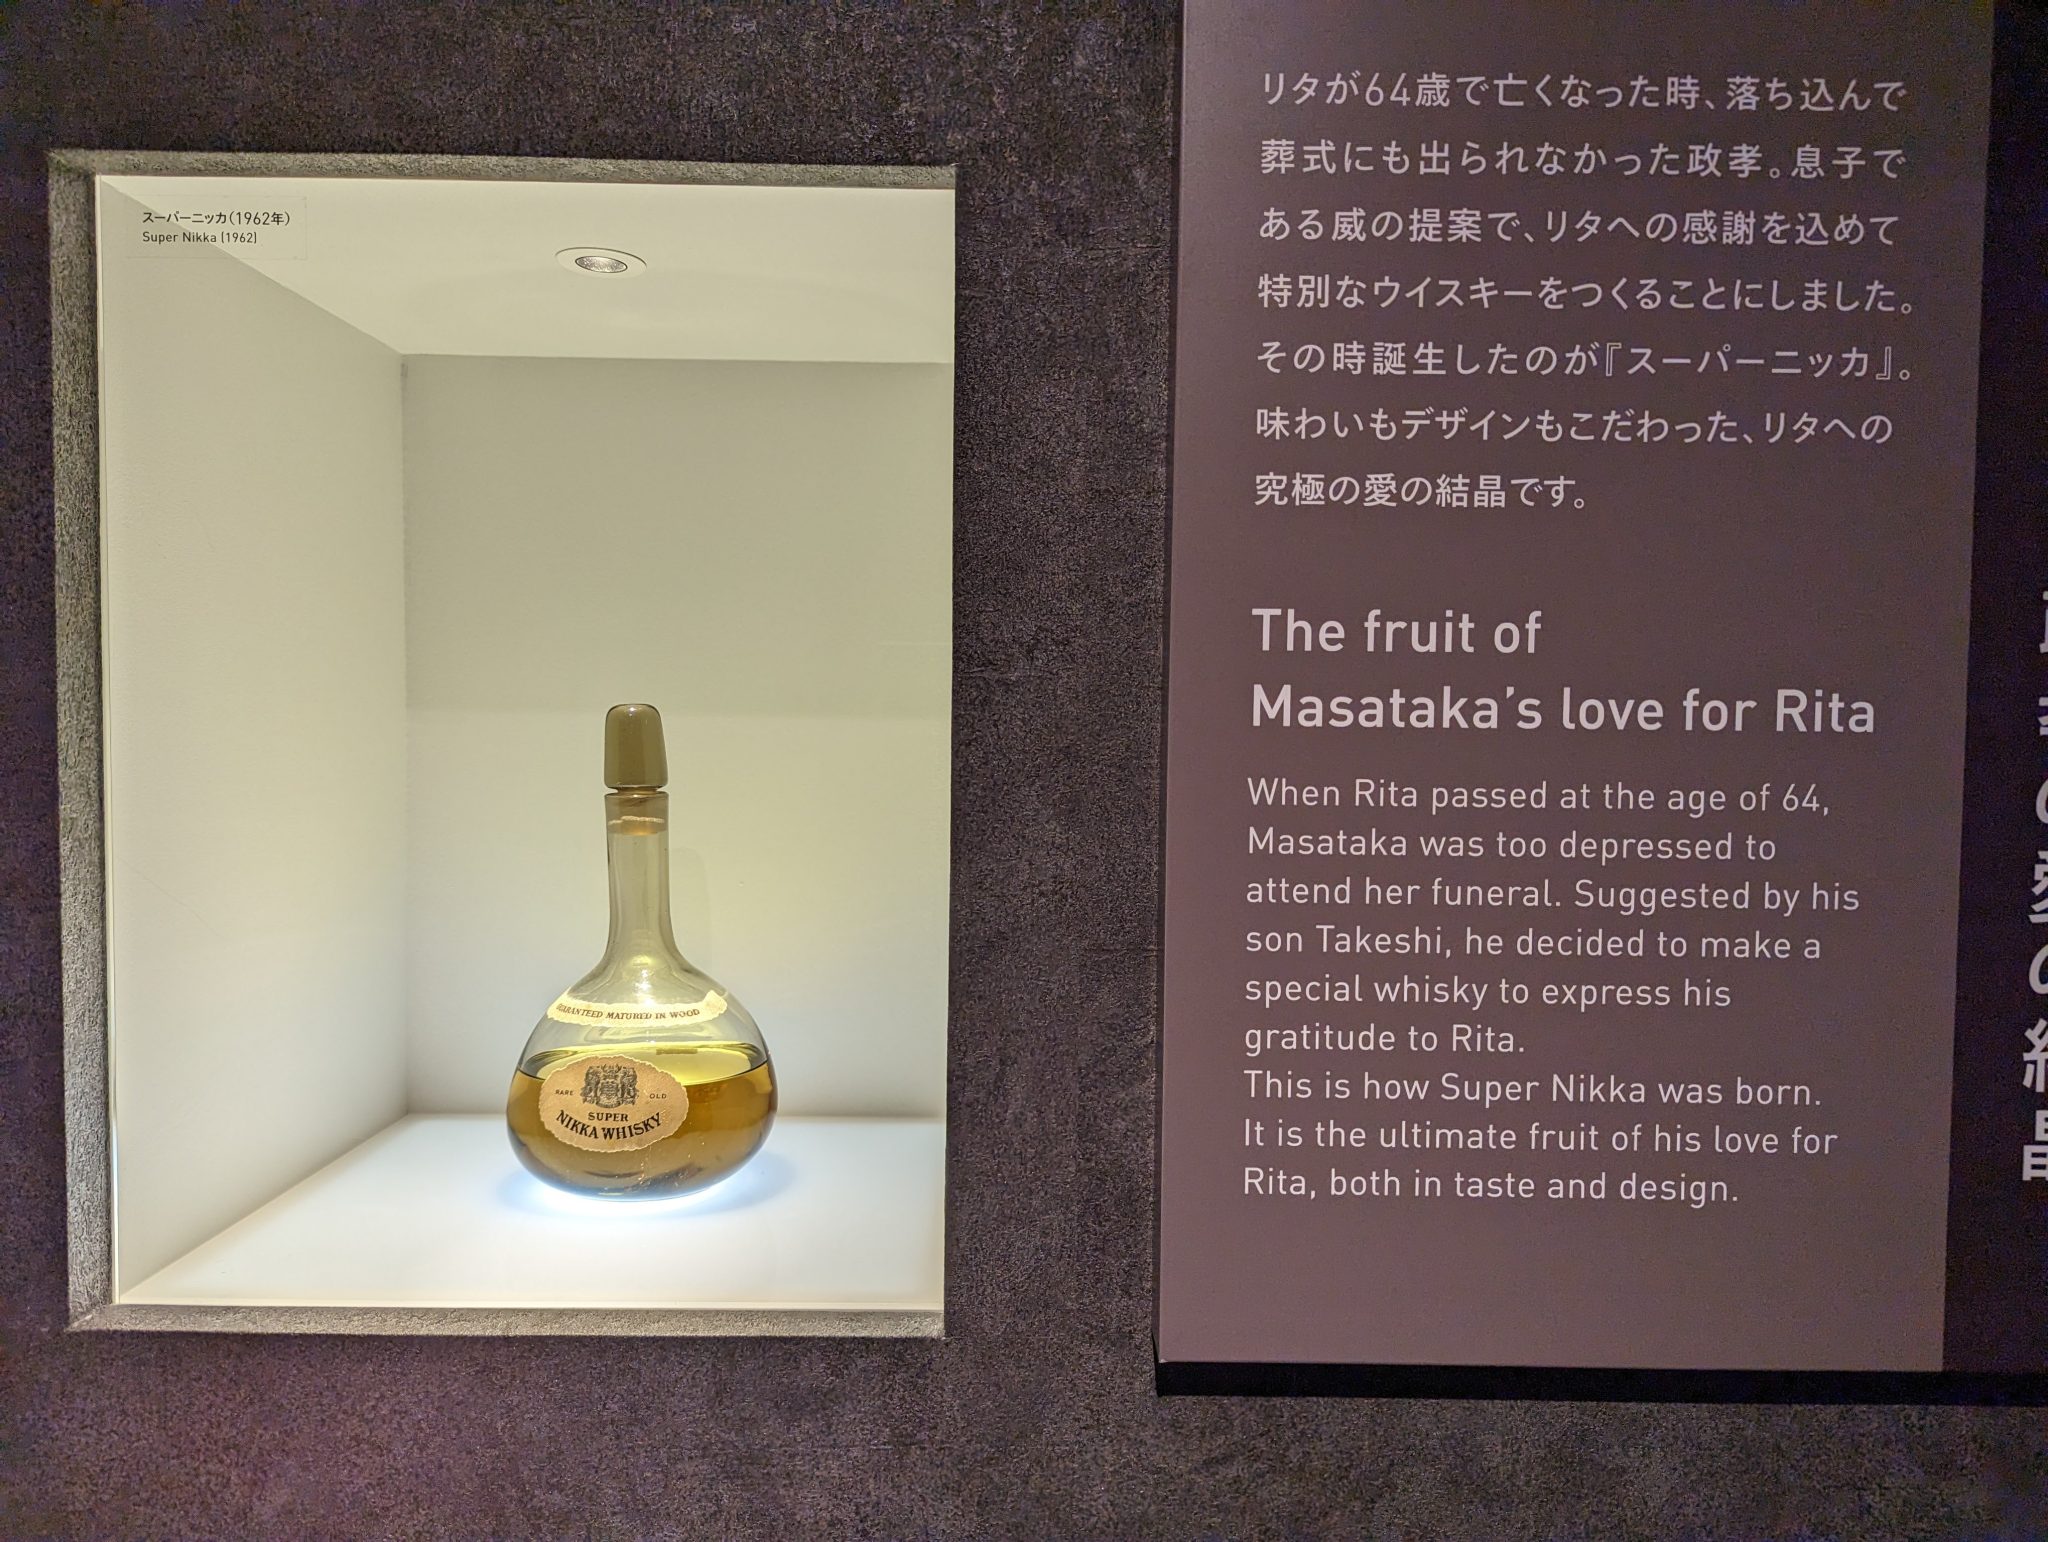 スーパーニッカ(1962年)
Super Nikka (1962)
GUARANTEED MATURED IN WOOD
RARE OLD
SUPER
NIKKA WHISKY
リタが64歳で亡くなった時、落ち込んで
葬式にも出られなかった政孝。息子で
ある威の提案で、リタへの感謝を込めて
特別なウイスキーをつくることにしました。
その時誕生したのが『スーパーニッカ』。
味わいもデザインもこだわった、リタへの
究極の愛の結晶です。
The fruit of
Masataka's love for Rita
When Rita passed at the age of 64,
Masataka was too depressed to
attend her funeral. Suggested by his
son Takeshi, he decided to make a
special whisky to express his
gratitude to Rita.
This is how Super Nikka was born.
It is the ultimate fruit of his love for
Rita, both in taste and design.